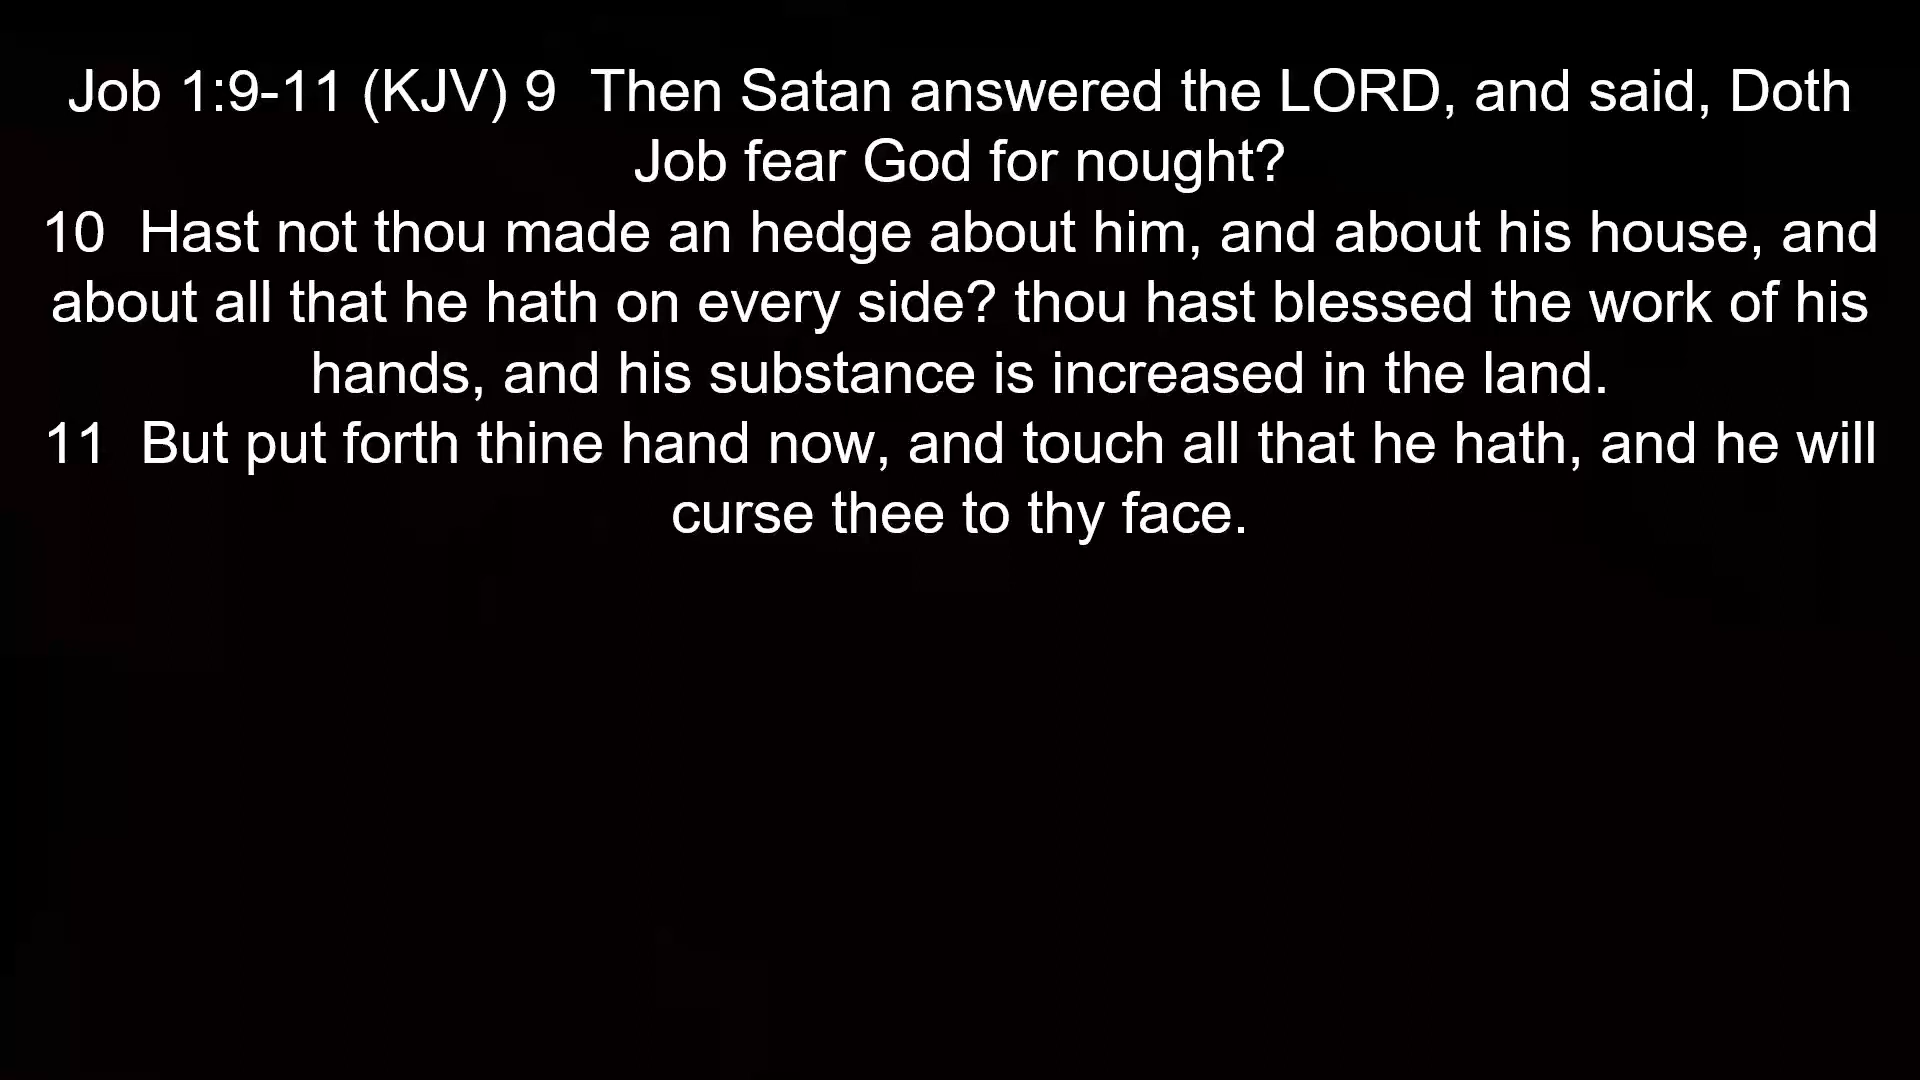 Job 1:9-11 (KJV) 9  Then Satan answered the LORD, and said, Doth
Job fear God for nought?
10  Hast not thou made an hedge about him, and about his house, and
about all that he hath on every side? thou hast blessed the work of his
hands, and his substance is increased in the land.
11  But put forth thine hand now, and touch all that he hath, and he will
curse thee to thy face.